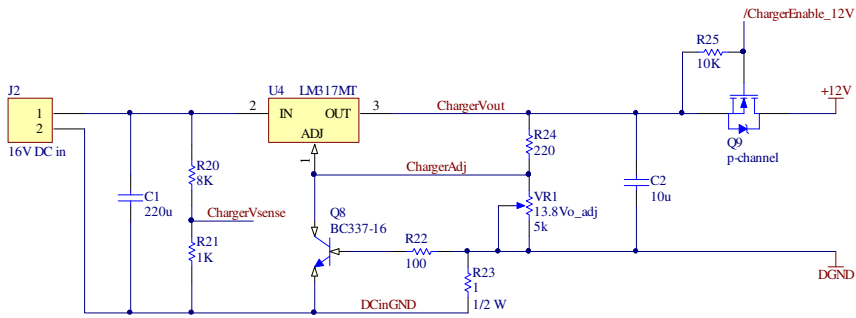 /ChargerEnable_12V
R25
10K
J2
1
2
16V DC in
U4 LM317MT
2
IN OUT
ADJ
3
1
ChargerVout
+12V
Q9
p-channel
R24
220
ChargerAdj
R20
8K
C1
220u
ChargerVsense
R21
1K
Q8
BC337-16
VR1
13.8Vo_adj
5k
C2
10u
R22
100
R23
1
1/2 W
DCinGND
DGND